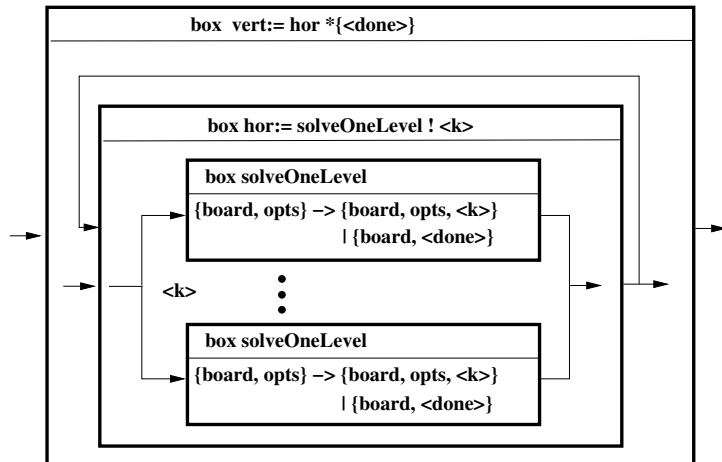 box vert:= hor *{<done>}
box hor:= solveOneLevel ! <k>
box solveOneLevel
{board, opts} −> {board, opts, <k>}
| {board, <done>}
<k>
box solveOneLevel
{board, opts} −> {board, opts, <k>}
| {board, <done>}